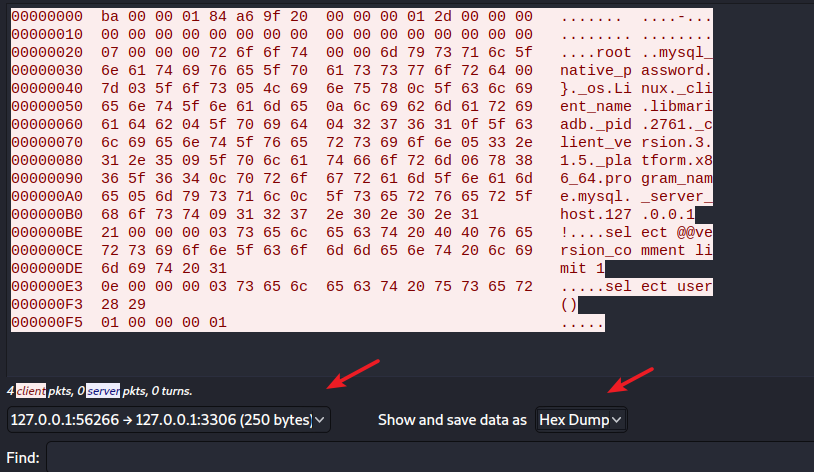 00000000  ba 00 00 01 84 a6 9f 20  00 00 00 01 2d 00 00 00   .......  ....-...
00000010  00 00 00 00 00 00 00 00  00 00 00 00 00 00 00 00   ........ ........
00000020  07 00 00 00 72 6f 6f 74  00 00 6d 79 73 71 6c 5f   ....root ..mysql_
00000030  6e 61 74 69 76 65 5f 70  61 73 73 77 6f 72 64 00   native_p assword.
00000040  7d 03 5f 6f 73 05 4c 69  6e 75 78 0c 5f 63 6c 69   }._os.Li nux._cli
00000050  65 6e 74 5f 6e 61 6d 65  0a 6c 69 62 6d 61 72 69   ent_name .libmari
00000060  61 64 62 04 5f 70 69 64  04 32 37 36 31 0f 5f 63   adb._pid .2761._c
00000070  6c 69 65 6e 74 5f 76 65  72 73 69 6f 6e 05 33 2e   lient_ve rsion.3.
00000080  31 2e 35 09 5f 70 6c 61  74 66 6f 72 6d 06 78 38   1.5._pla tform.x8
00000090  36 5f 36 34 0c 70 72 6f  67 72 61 6d 5f 6e 61 6d   6_64.pro gram_nam
000000A0  65 05 6d 79 73 71 6c 0c  5f 73 65 72 76 65 72 5f   e.mysql. _server_
000000B0  68 6f 73 74 09 31 32 37  2e 30 2e 30 2e 31         host.127 .0.0.1
000000BE  21 00 00 00 03 73 65 6c  65 63 74 20 40 40 76 65   !....sel ect @@ve
000000CE  72 73 69 6f 6e 5f 63 6f  6d 6d 65 6e 74 20 6c 69   rsion_co mment li
000000DE  6d 69 74 20 31                                     mit 1
000000E3  0e 00 00 00 03 73 65 6c  65 63 74 20 75 73 65 72   .....sel ect user
000000F3  28 29                                              ()
000000F5  01 00 00 00 01                                     .....
4 client pkts, 0 server pkts, 0 turns.
127.0.0.1:56266 → 127.0.0.1:3306 (250 bytes) Show and save data as Hex Dump
Find: